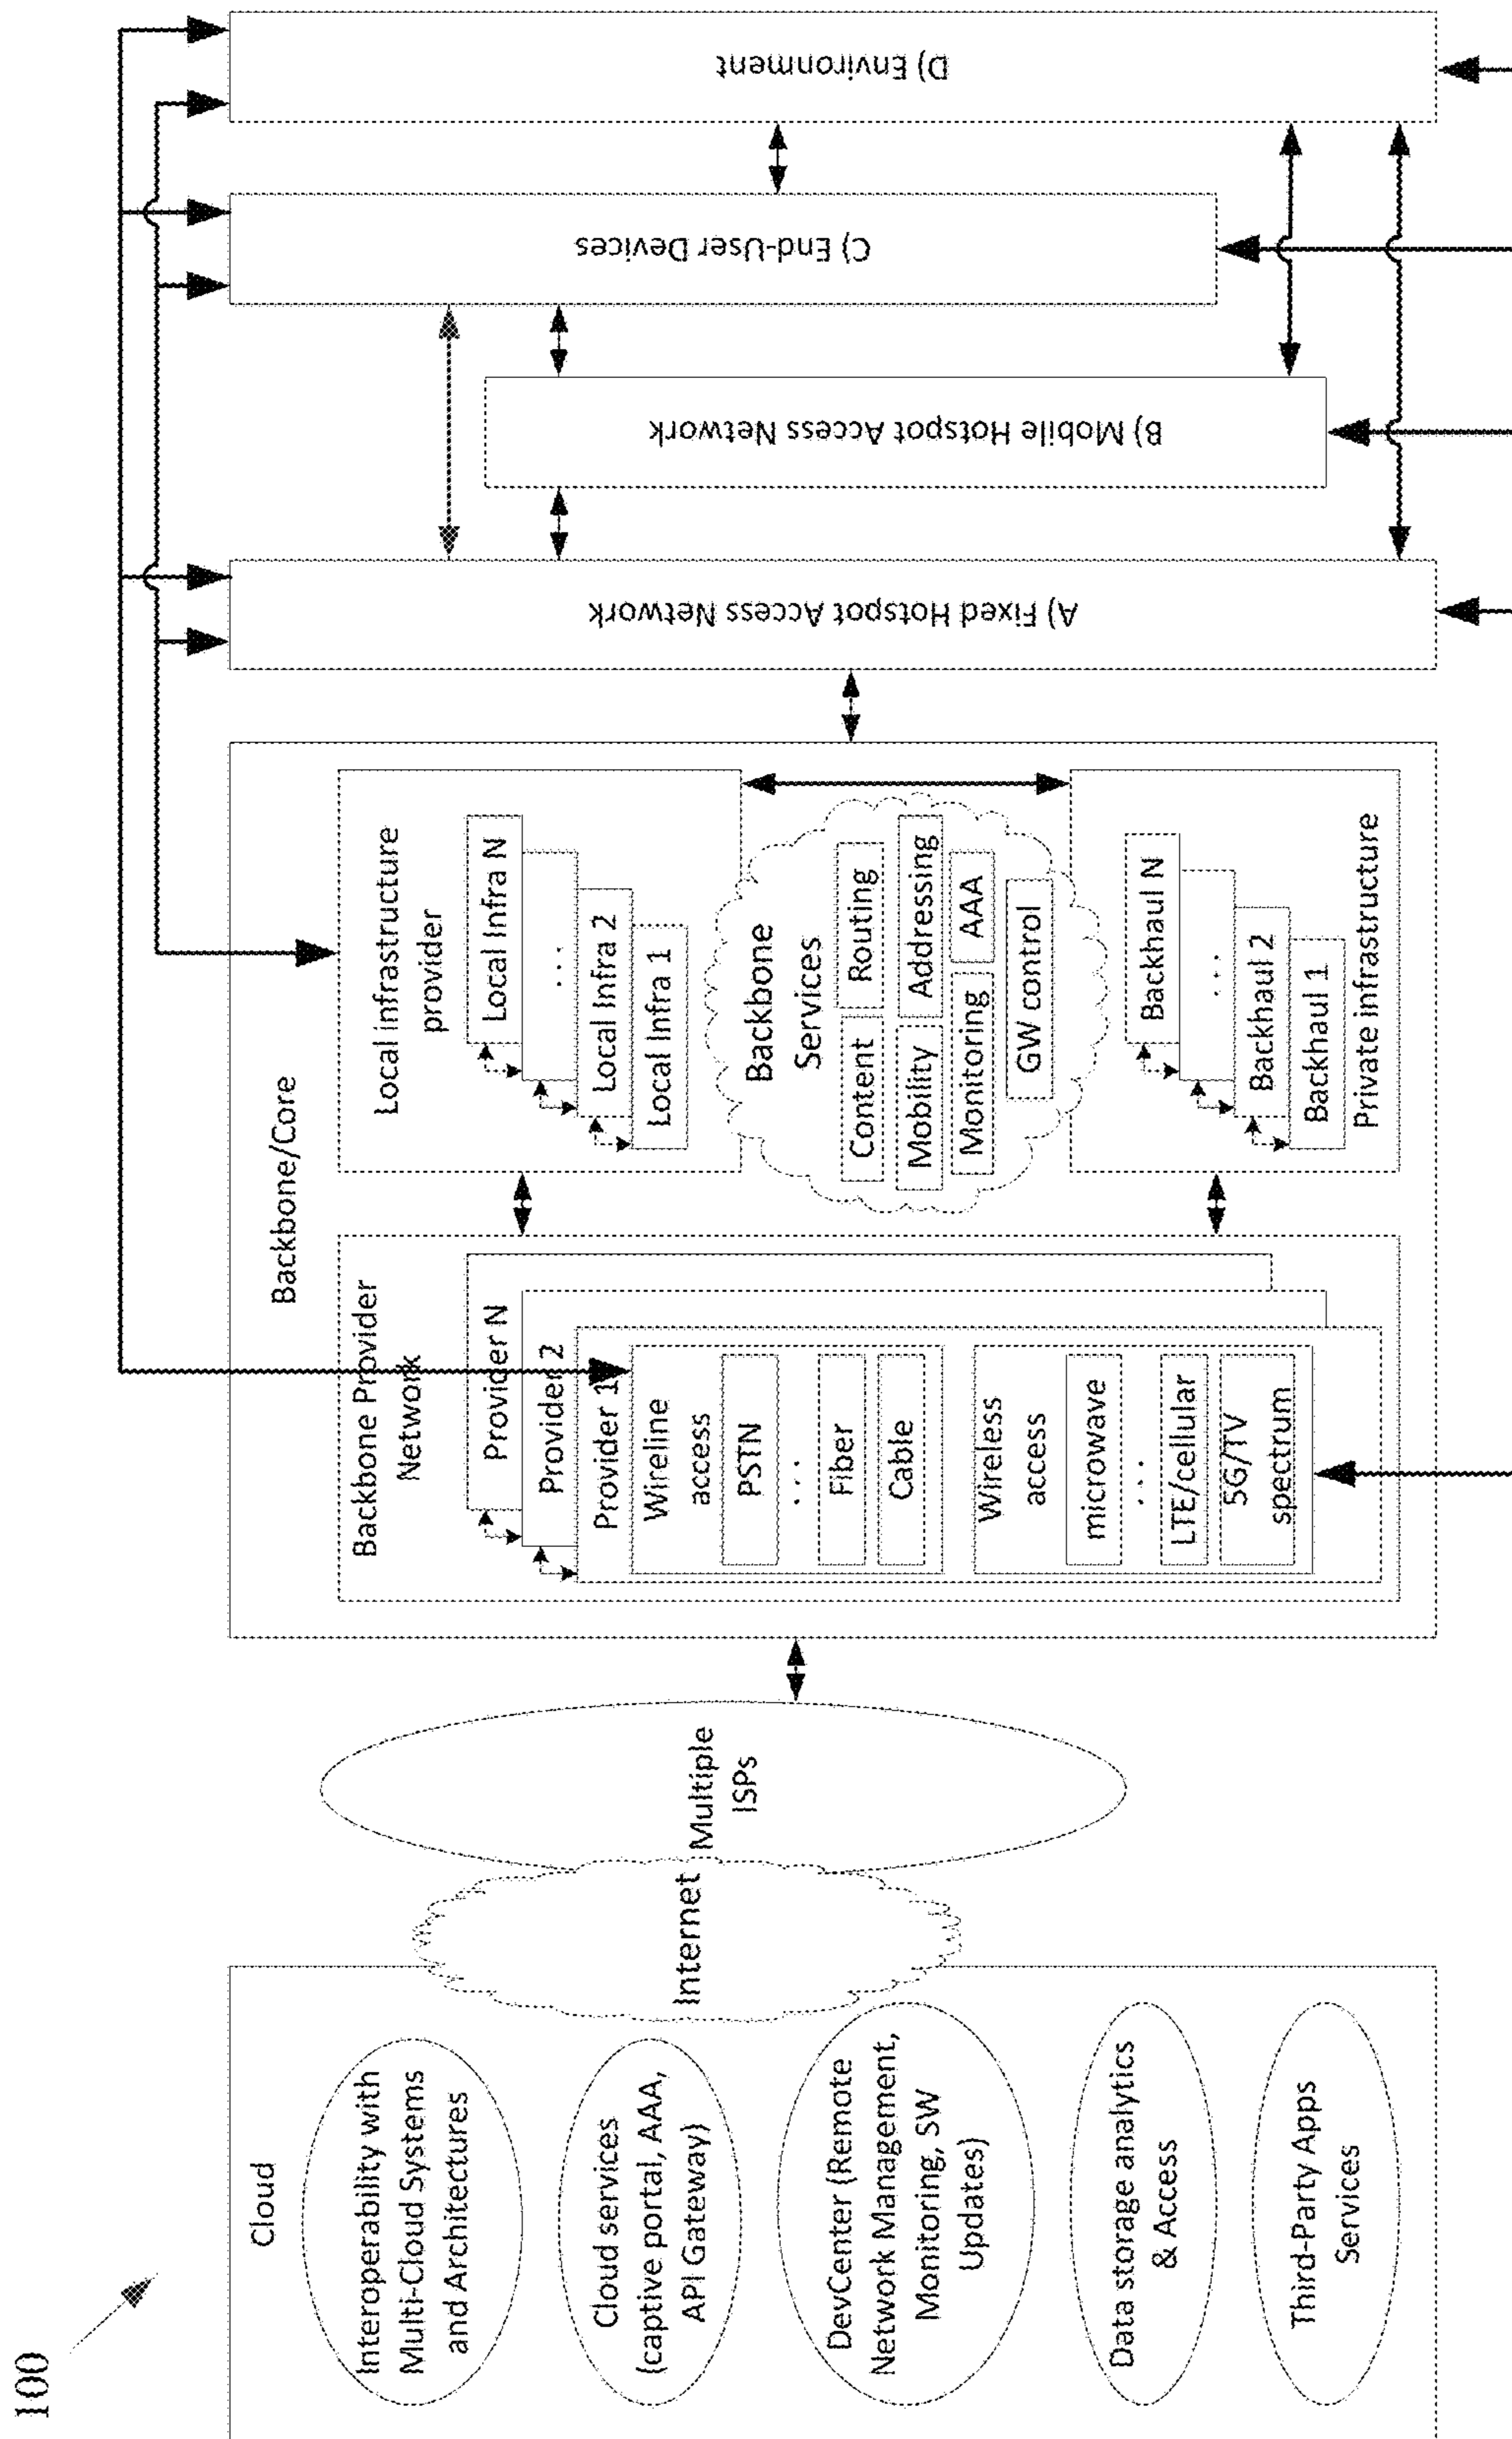 100
Cloud
Interoperability with
Multi-Cloud Systems
and Architectures
Cloud services
(captive portal, AAA,
API Gateway)
DevCenter (Remote
Network Management,
Monitoring, SW
Updates)
Data storage analytics
& Access
Third-Party Apps
Services
Internet
Multiple
ISPs
Backbone/Core
Backbone Provider
Network
Provider N
Provider 2
Provider 1
Wireline
access
PSTN
...
Fiber
Cable
Wireless
access
microwave
...
LTE/cellular
5G/TV
spectrum
Local infrastructure
provider
Local Infra N
...
Local Infra 2
Local Infra 1
Backbone
Services
Content
Routing
Mobility
Addressing
Monitoring
AAA
GW control
Backhaul N
...
Backhaul 2
Backhaul 1
Private infrastructure
A) Fixed Hotspot Access Network
B) Mobile Hotspot Access Network
C) End-User Devices
D) Environment